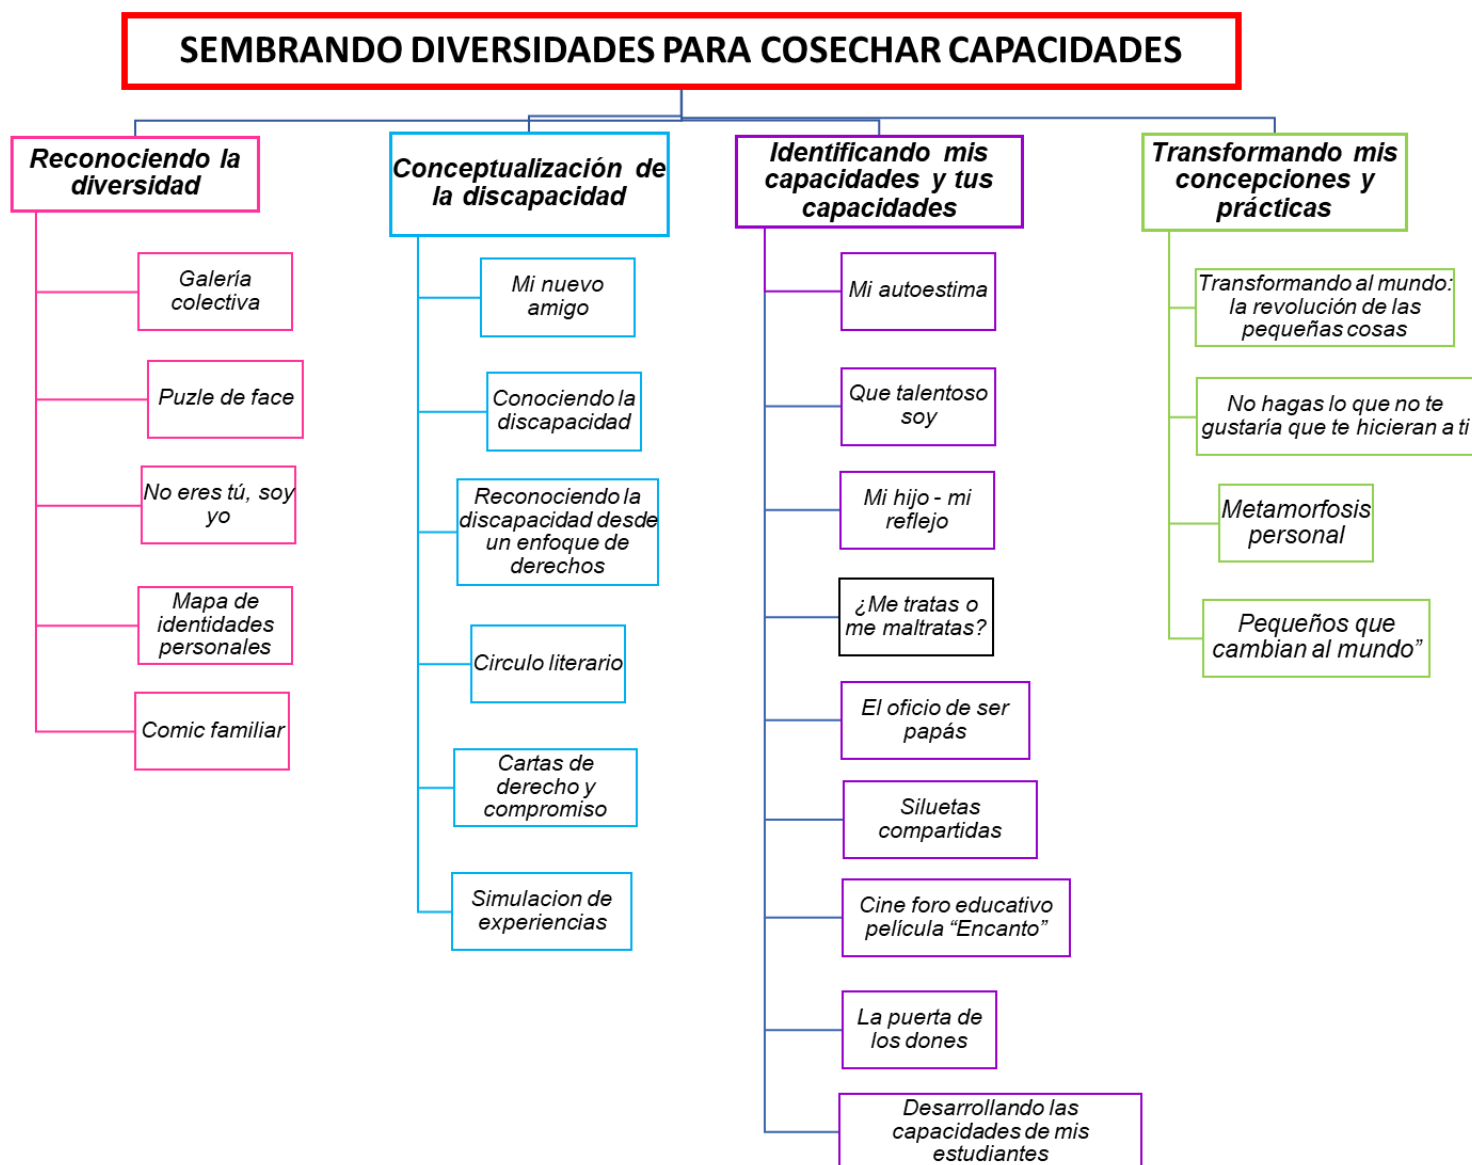 SEMBRANDO DIVERSIDADES PARA COSECHAR CAPACIDADES
Reconociendo la
diversidad
Galería
colectiva
Puzle de face
No eres tú, soy
yo
Mapa de
identidades
personales
Comic familiar
Conceptualización de
la discapacidad
Mi nuevo
amigo
Conociendo la
discapacidad
Reconociendo la
discapacidad desde
un enfoque de
derechos
Circulo literario
Cartas de
derecho y
compromiso
Simulacion de
experiencias
Identificando mis
capacidades y tus
capacidades
Mi autoestima
Que talentoso
soy
Mi hijo - mi
reflejo
¿Me tratas o
me maltratas?
El oficio de ser
papás
Siluetas
compartidas
Cine foro educativo
película “Encanto”
La puerta de
los dones
Desarrollando las
capacidades de mis
estudiantes
Transformando mis
concepciones y
prácticas
Transformando al mundo:
la revolución de las
pequeñas cosas
No hagas lo que no te
gustaría que te hicieran a ti
Metamorfosis
personal
Pequeños que
cambian al mundo”